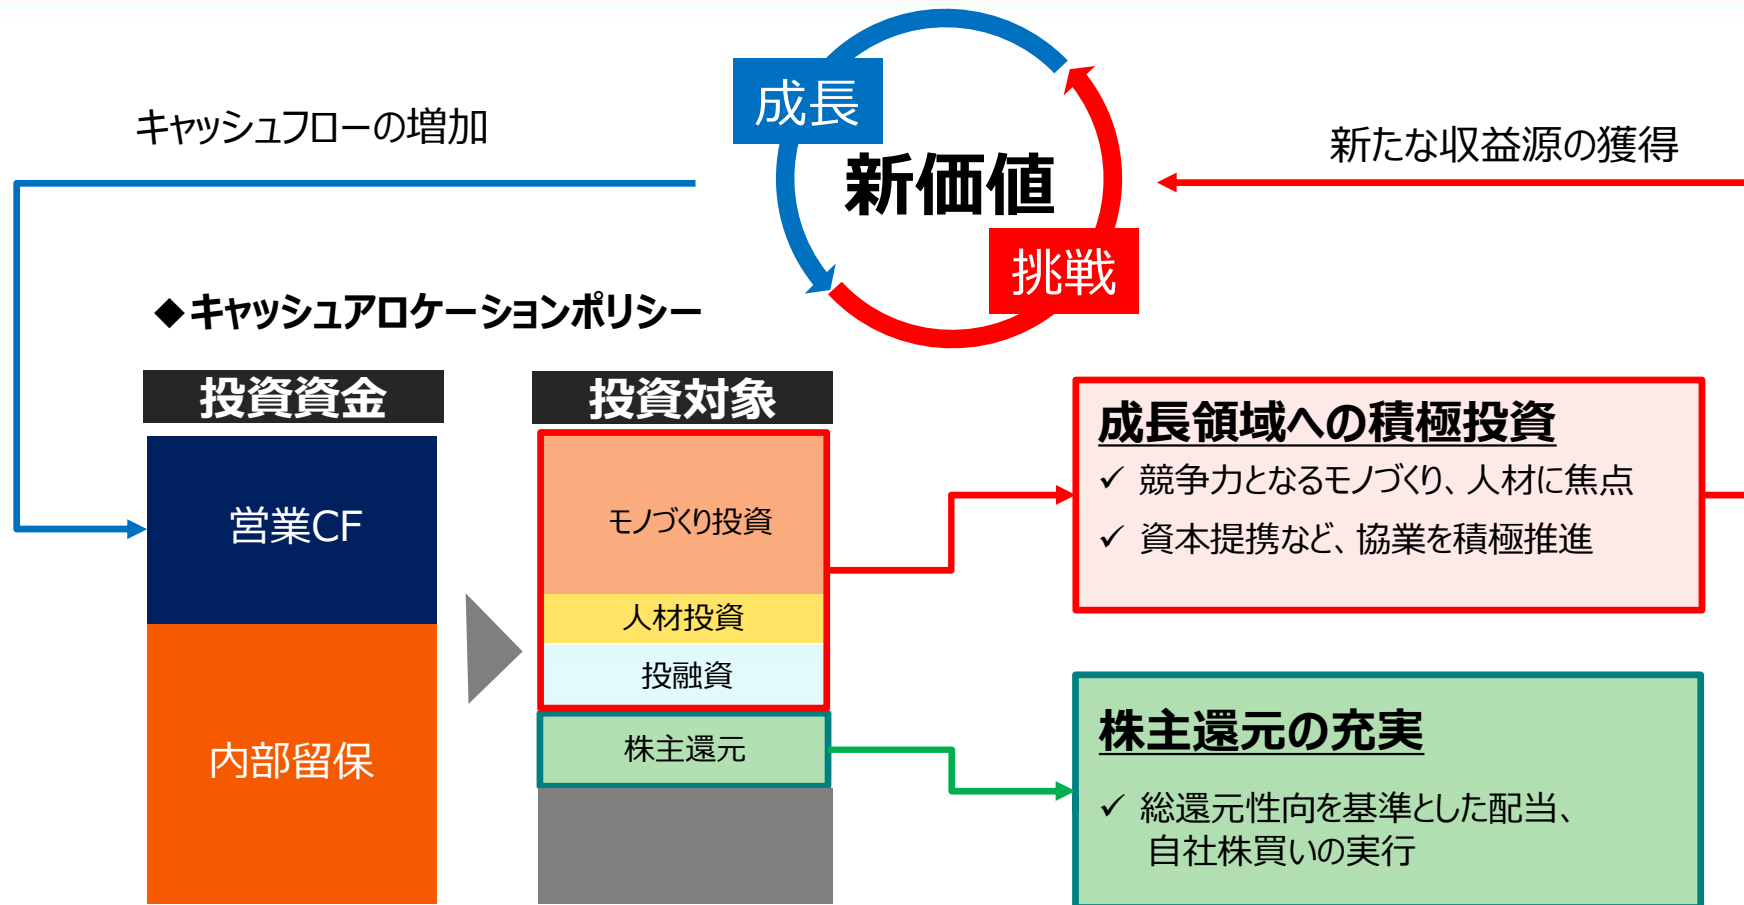 成長
新価値
挑戦
キャッシュフローの増加
新たな収益源の獲得
◆キャッシュアロケーションポリシー
投資資金
営業CF
内部留保
投資対象
モノづくり投資
人材投資
投融資
株主還元
成長領域への積極投資
✓ 競争力となるモノづくり、人材に焦点
✓ 資本提携など、協業を積極推進
株主還元の充実
✓ 総還元性向を基準とした配当、
自社株買いの実行